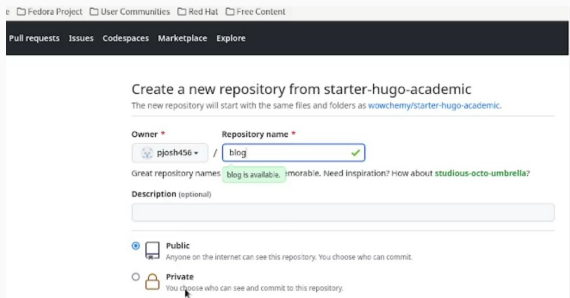 Fedora Project User Communities Red Hat Free Content
Pull requests Issues Codespaces Marketplace Explore
Create a new repository from starter-hugo-academic
The new repository will start with the same files and folders as wowchemy/starter-hugo-academic.
Owner * Repository name *
pjosh456 / blog
Great repository names morable. Need inspiration? How about studious-octo-umbrella?
blog is available.
Description (optional)
Public
Anyone on the internet can see this repository. You choose who can commit.
Private
You choose who can see and commit to this repository.